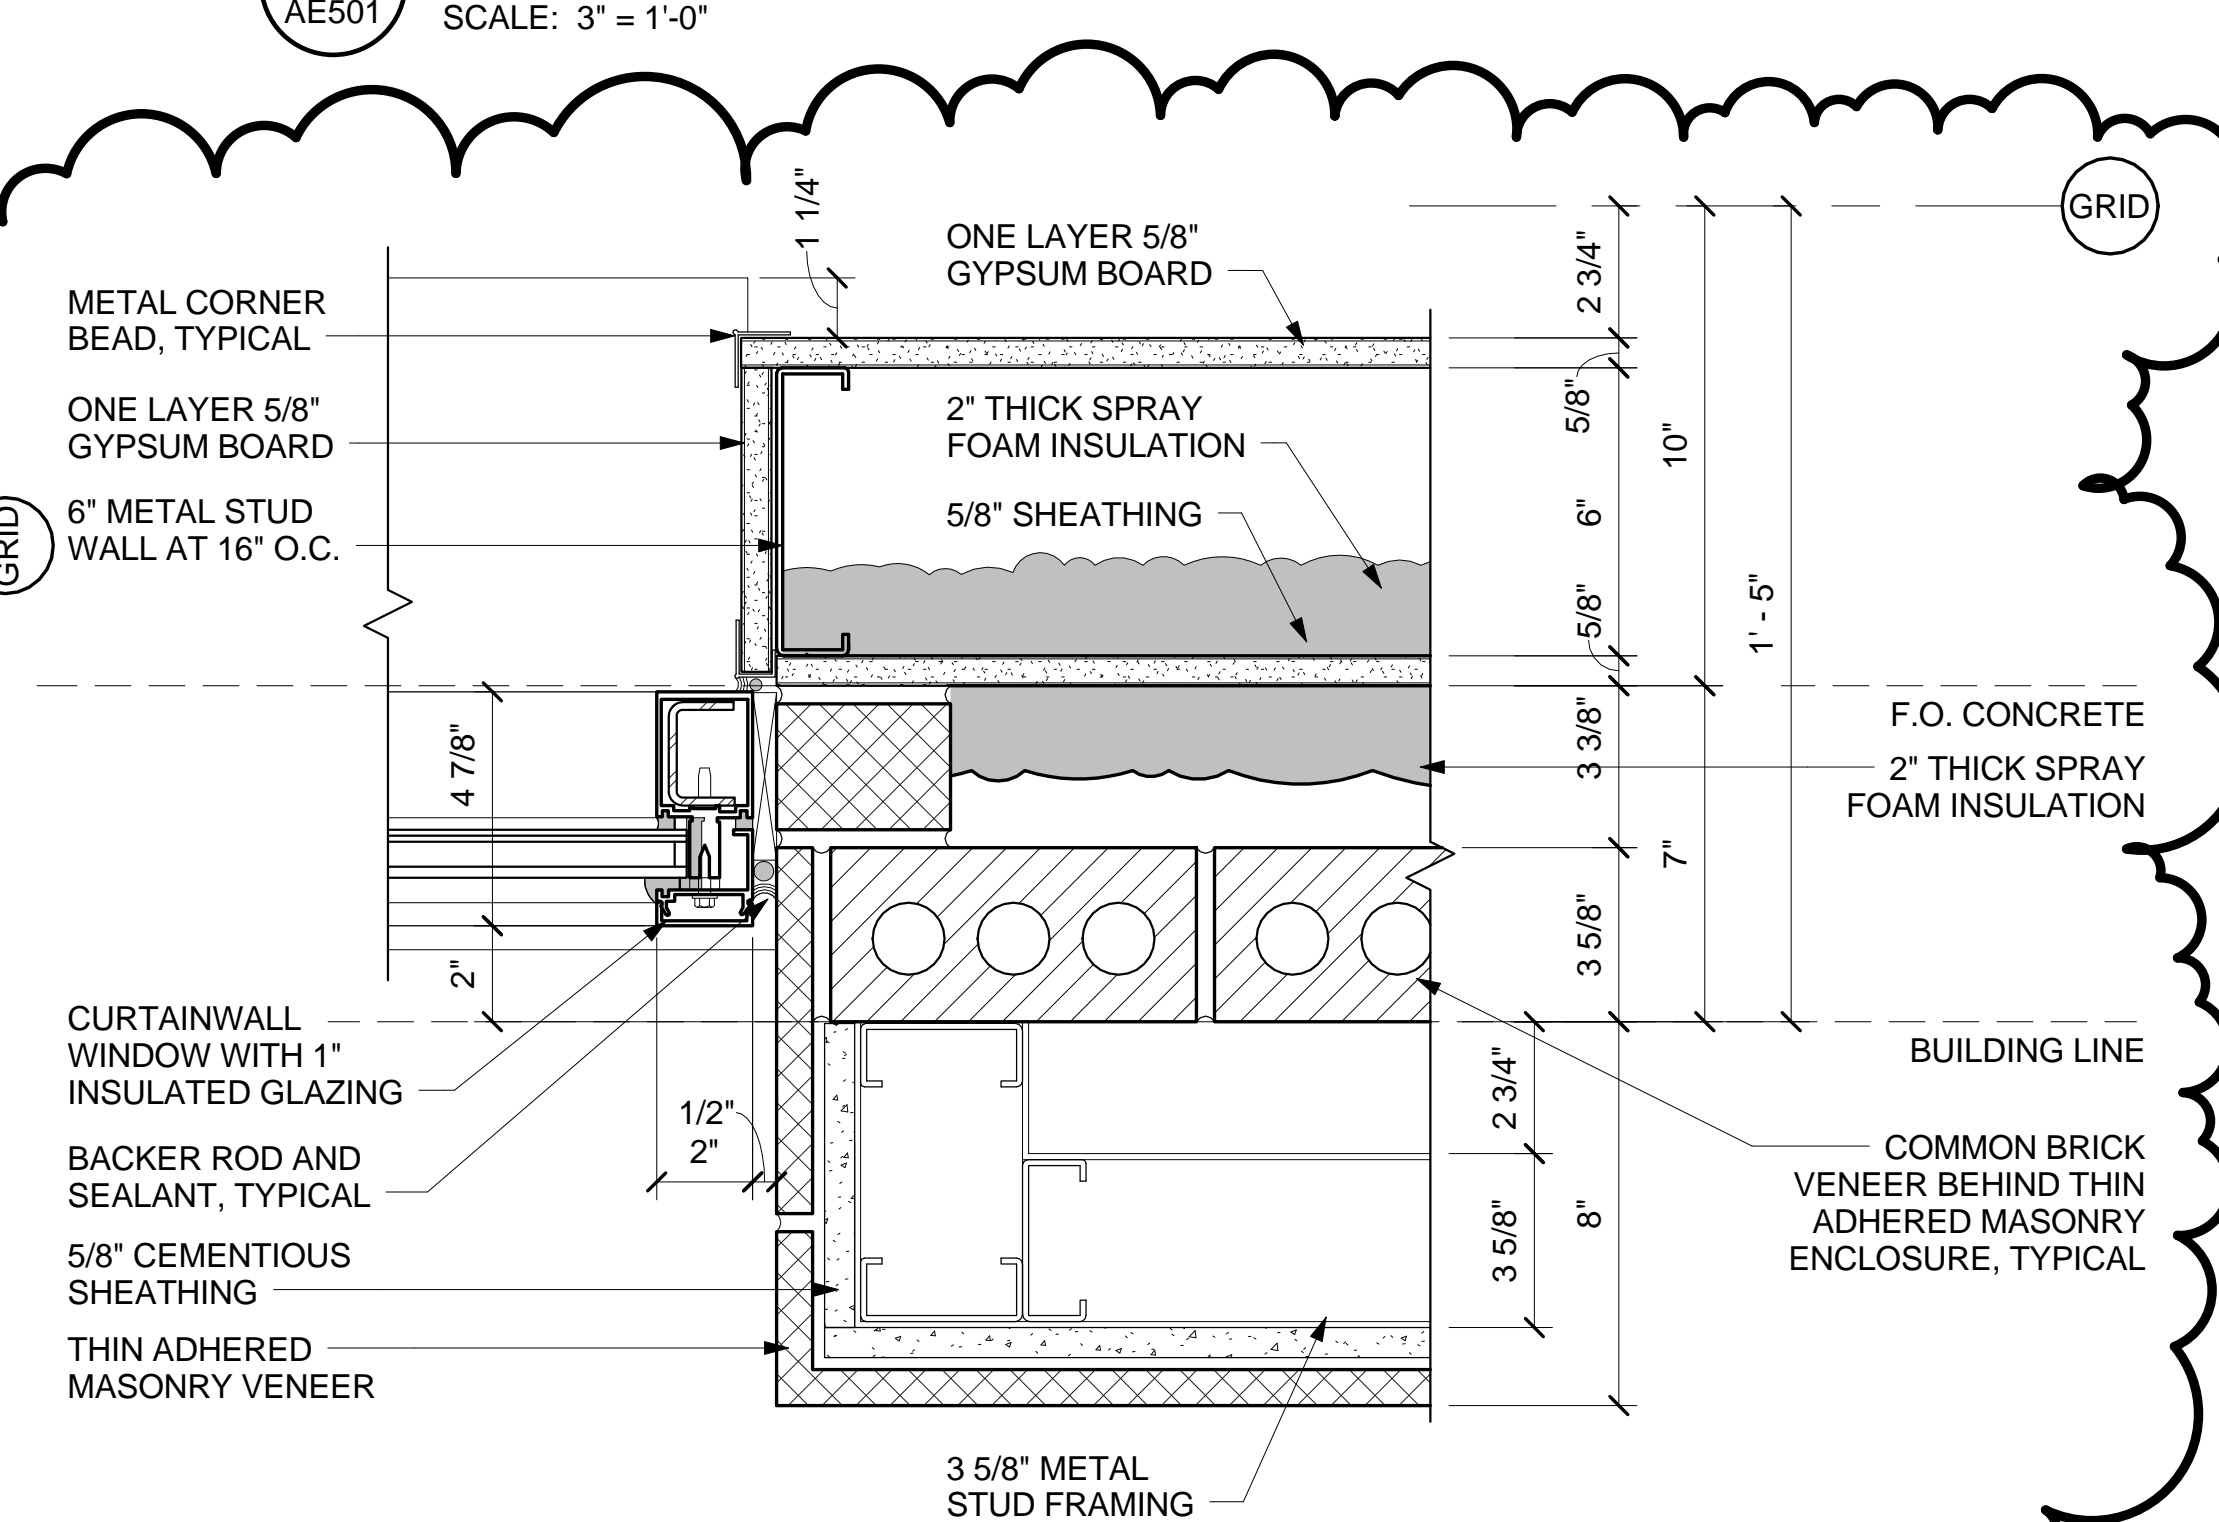 AE501
SCALE: 3" = 1'-0"
GRID
1 1/4"
ONE LAYER 5/8"
GYPSUM BOARD
2 3/4"
METAL CORNER
BEAD, TYPICAL
ONE LAYER 5/8"
GYPSUM BOARD
2" THICK SPRAY
FOAM INSULATION
5/8"
10"
GRID
6" METAL STUD
WALL AT 16" O.C.
5/8" SHEATHING
6"
5/8"
1' - 5"
4 7/8"
3 3/8"
F.O. CONCRETE
2" THICK SPRAY
FOAM INSULATION
7"
2"
3 5/8"
CURTAINWALL
WINDOW WITH 1"
INSULATED GLAZING
BUILDING LINE
2 3/4"
1/2"
2"
BACKER ROD AND
SEALANT, TYPICAL
COMMON BRICK
VENEER BEHIND THIN
ADHERED MASONRY
ENCLOSURE, TYPICAL
3 5/8"
8"
5/8" CEMENTIOUS
SHEATHING
THIN ADHERED
MASONRY VENEER
3 5/8" METAL
STUD FRAMING